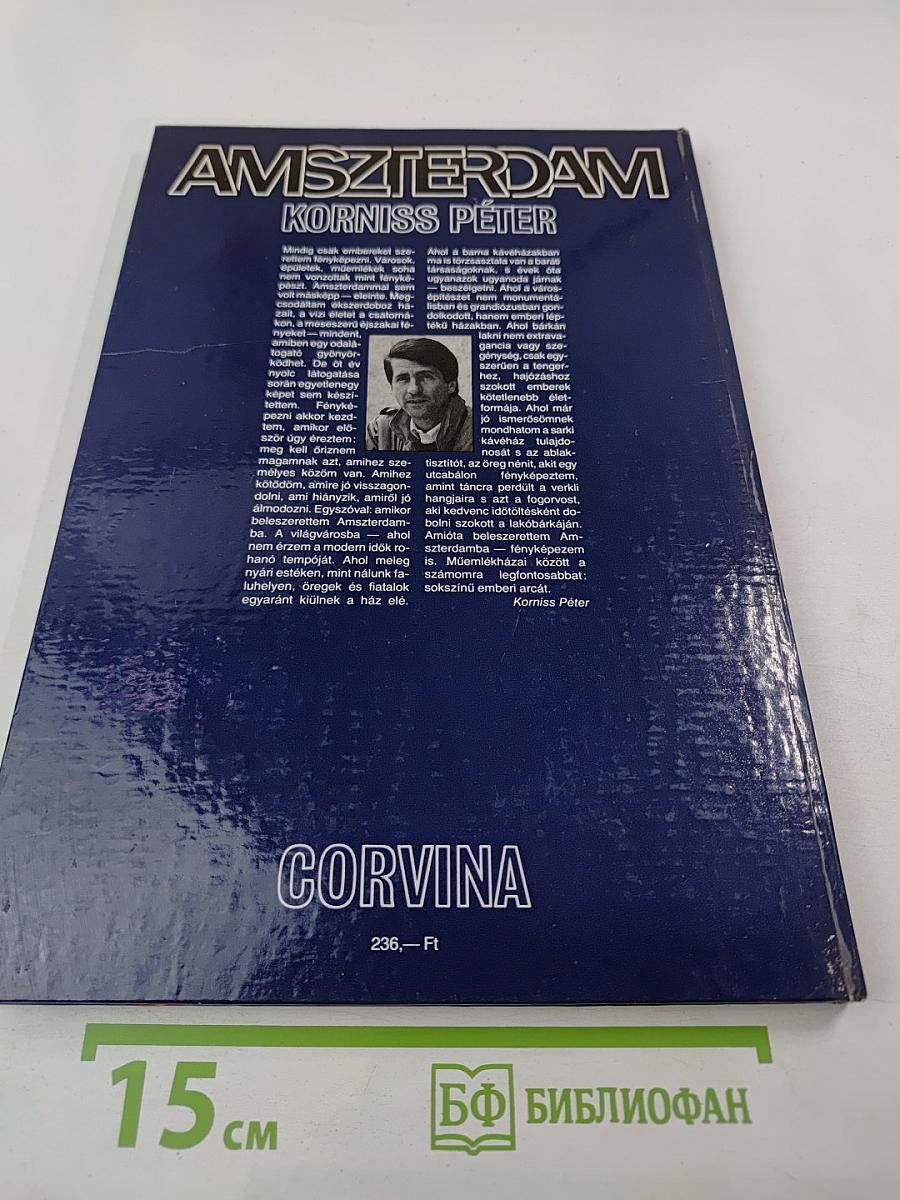 AMSZTERDAM
KORNISS PÉTER
Mindig csak embereket sze-
rettem fényképezni. Városok,
épületek, műemlékek soha
nem vonzottak mint fényké-
pészt. Amszterdammal sem
volt másképp — eleinte. Meg-
csodáltam ékszerdoboz há-
zait, a vízi életet a csatorná-
kon, a meseszerű éjszakai fé-
nyeket — mindent,
amiben egy odalá-
togató gyönyör-
ködhet. De öt év
nyolc látogatása
során egyetlenegy
képet sem készí-
tettem. Fényké-
pezni akkor kezd-
tem, amikor elő-
ször úgy éreztem:
meg kell őriznem
magamnak azt, amihez sze-
mélyes közöm van. Amihez
kötődöm, amire jó visszagon-
dolni, ami hiányzik, amiről jó
álmodozni. Egyszóval: amikor
beleszerettem Amszterdam-
ba. A világvárosba — ahol
nem érzem a modern idők ro-
hanó tempóját. Ahol meleg
nyári estéken, mint nálunk fa-
luhelyen, öregek és fiatalok
egyaránt kiülnek a ház elé.
Ahol a barna kávéházakban
ma is törzsasztala van a baráti
társaságoknak, s évek óta
ugyanazok ugyanoda járnak
— beszélgetni. Ahol a város-
építészet nem monumentá-
lisban és grandiózusban gon-
dolkodott, hanem emberi lép-
tékű házakban. Ahol bárkán
lakni nem extrava-
gancia vagy sze-
génység, csak egy-
szerűen a tenger-
hez, hajózáshoz
szokott emberek
kötetlenebb élet-
formája. Ahol már
jó ismerősömnek
mondhatom a sarki
kávéház tulajdo-
nosát s az ablak-
tisztítót, az öreg nénit, akit egy
utcabálon fényképeztem,
amint táncra perdült a verkli
hangjaira s azt a fogorvost,
aki kedvenc időtöltésként do-
bolni szokott a lakóbárkáján.
Amióta beleszerettem Am-
szterdamba — fényképezem
is. Műemlékházai között a
számomra legfontosabbat:
sokszínű emberi arcát.
Korniss Péter
CORVINA
236,— Ft
15 см
БФ БИБЛИОФАН